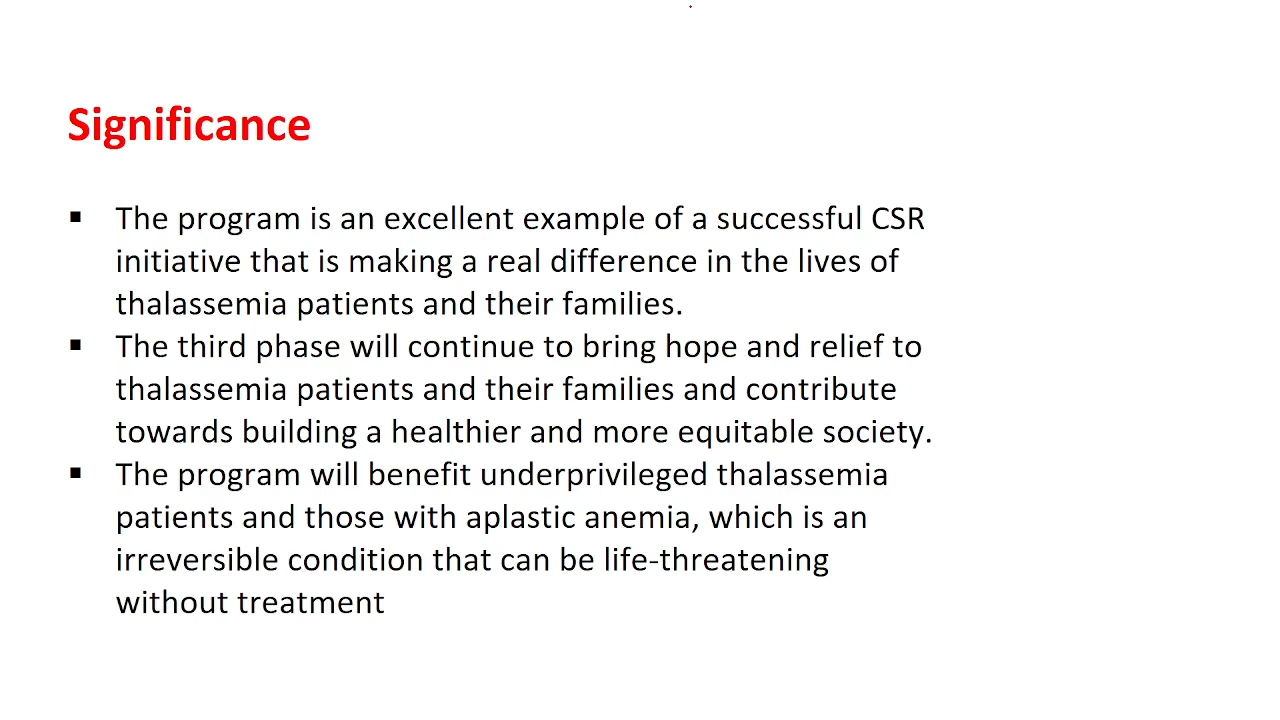 Significance
▪ The program is an excellent example of a successful CSR
initiative that is making a real difference in the lives of
thalassemia patients and their families.
▪ The third phase will continue to bring hope and relief to
thalassemia patients and their families and contribute
towards building a healthier and more equitable society.
▪ The program will benefit underprivileged thalassemia
patients and those with aplastic anemia, which is an
irreversible condition that can be life-threatening
without treatment